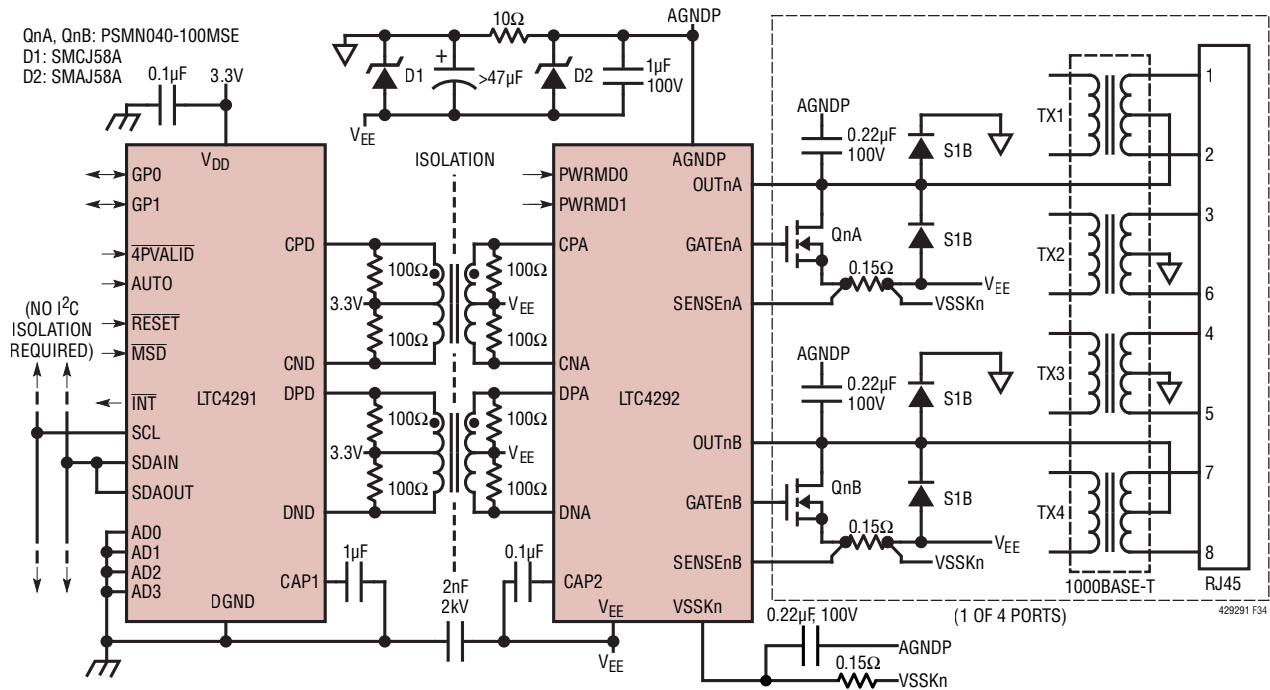 QnA, QnB: PSMN040-100MSE
D1: SMCJ58A
D2: SMAJ58A
0.1µF
3.3V
10Ω
AGNDP
D1
+
>47µF
D2
1µF
100V
VEE
VDD
GP0
GP1
4PVALID
AUTO
RESET
MSD
INT
SCL
SDAIN
SDAOUT
AD0
AD1
AD2
AD3
DGND
LTC4291
CPD
CND
DPD
DND
CAP1
(NO I2C
ISOLATION
REQUIRED)
ISOLATION
100Ω
100Ω
3.3V
VEE
100Ω
100Ω
100Ω
100Ω
3.3V
VEE
100Ω
100Ω
1µF
2nF
2kV
0.1µF
PWRMD0
PWRMD1
CPA
CNA
DPA
DNA
CAP2
VEE
VEE
LTC4292
AGNDP
OUTnA
GATEnA
SENSEnA
OUTnB
GATEnB
SENSEnB
VSSKn
AGNDP
0.22µF
100V
S1B
S1B
QnA
0.15Ω
VEE
VSSKn
AGNDP
0.22µF
100V
S1B
S1B
QnB
0.15Ω
VEE
VSSKn
TX1
TX2
TX3
TX4
1
2
3
6
4
5
7
8
1000BASE-T
RJ45
(1 OF 4 PORTS)
429291 F34
0.22µF, 100V
AGNDP
0.15Ω
VSSKn